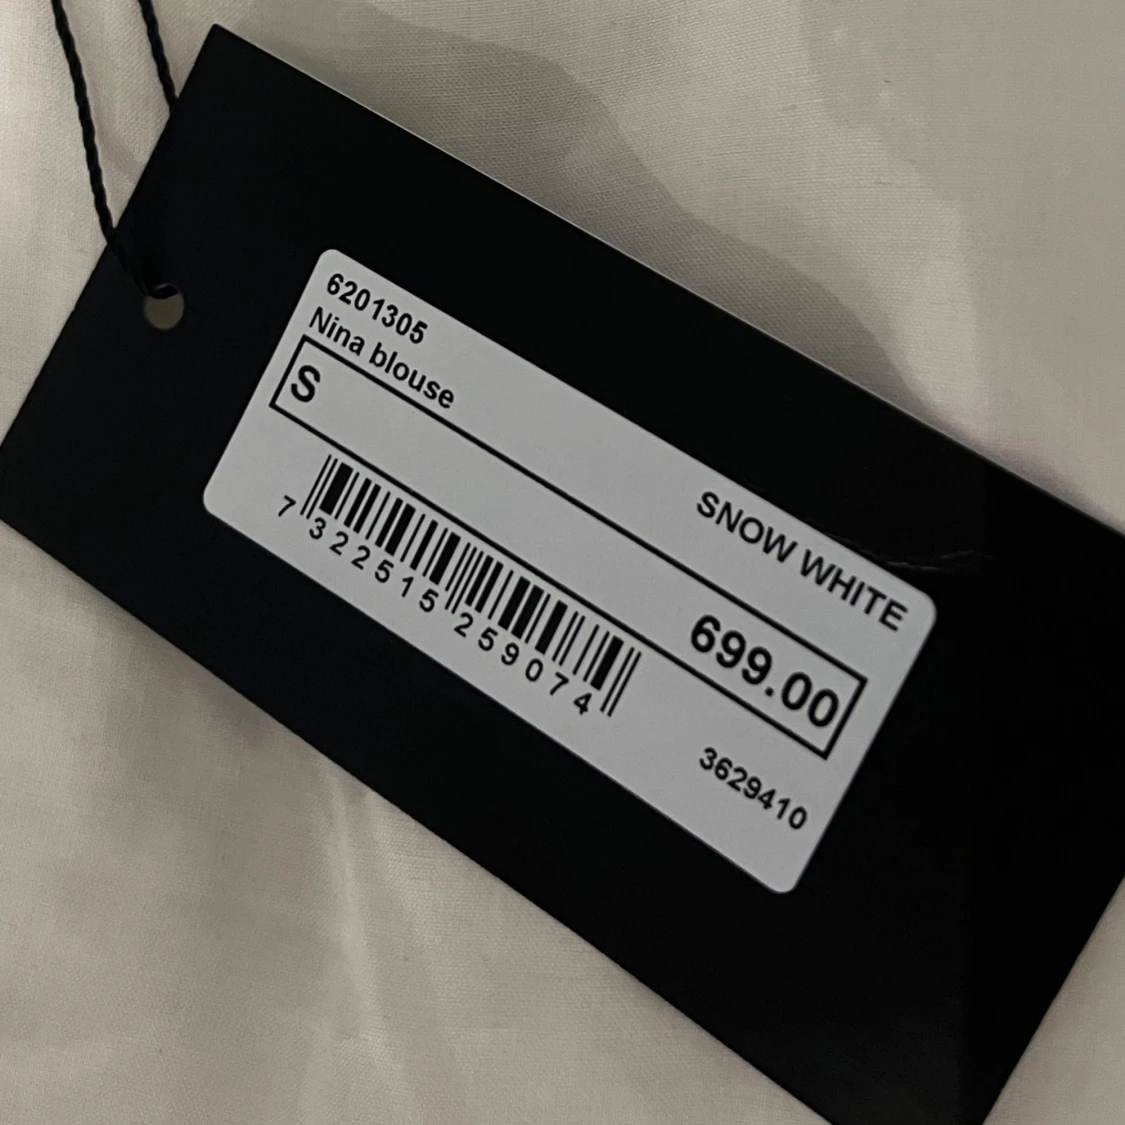 6201305
Nina blouse
SNOW WHITE
S
699.00
7 322515 259074
3629410